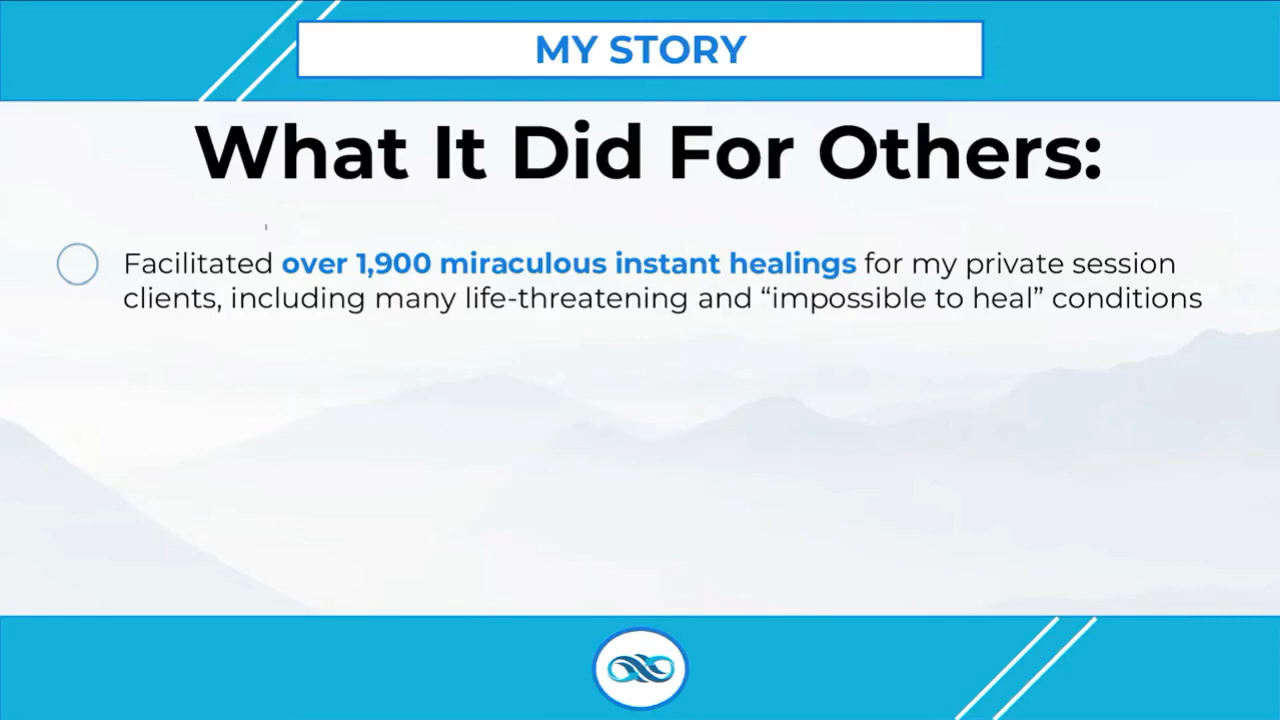 MY STORY
What It Did For Others:
Facilitated over 1,900 miraculous instant healings for my private session
clients, including many life-threatening and “impossible to heal” conditions